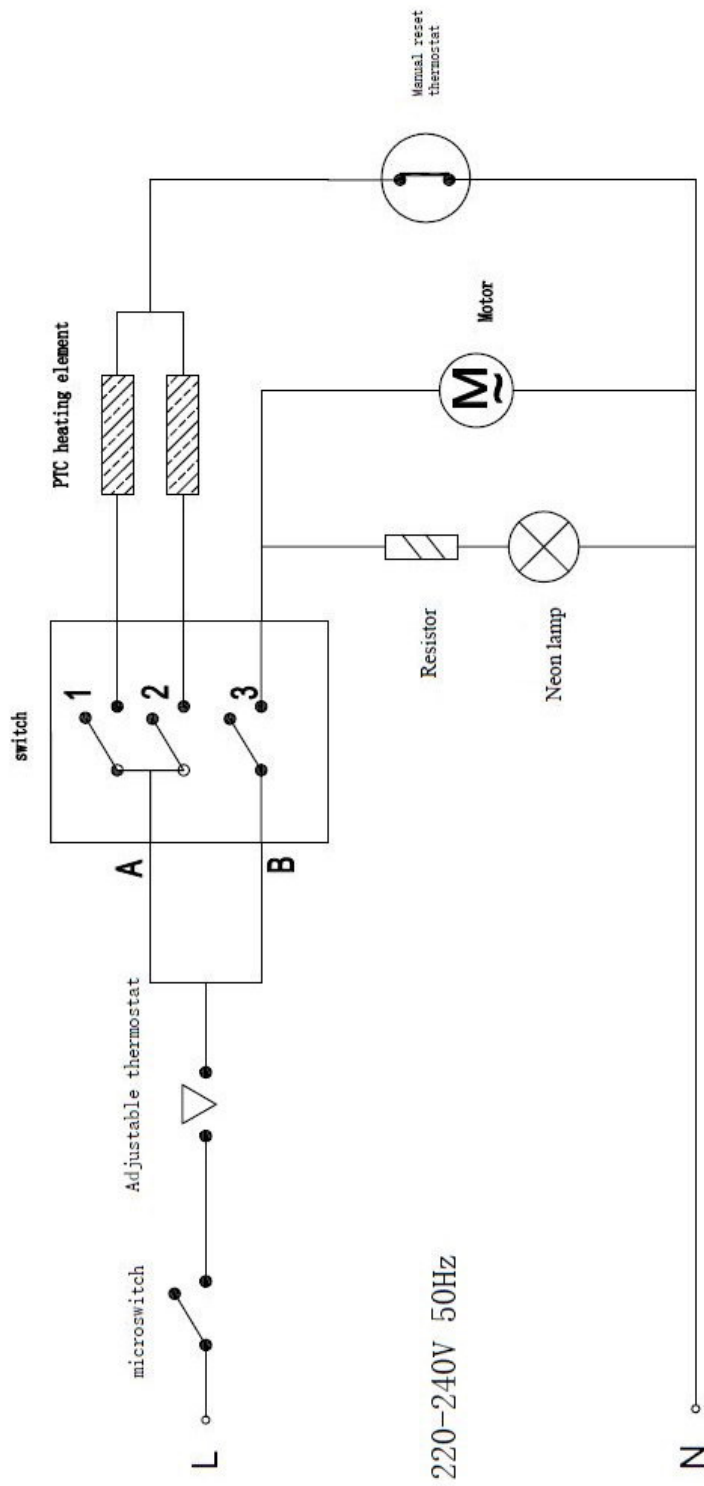 switch
PTC heating element
1
2
3
A
B
Adjustable thermostat
microswitch
L
Manual reset
thermostat
Motor
M
~
Resistor
Neon lamp
220-240V 50Hz
N